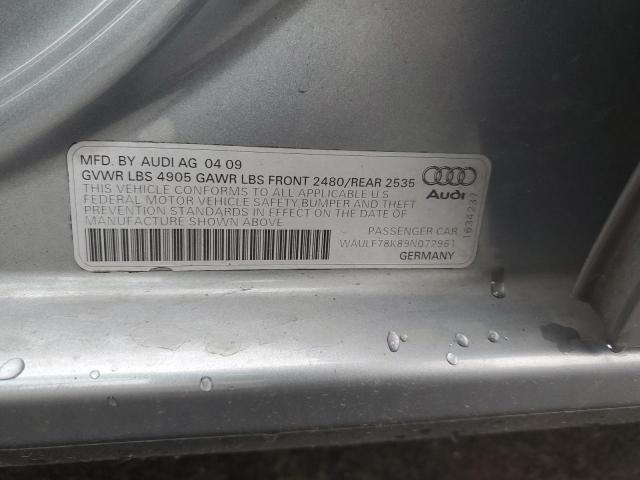 MFD. BY AUDI AG 04 09
GVWR LBS 4905 GAWR LBS FRONT 2480/REAR 2535
THIS VEHICLE CONFORMS TO ALL APPLICABLE U.S
FEDERAL MOTOR VEHICLE SAFETY,BUMPER AND THEFT
PREVENTION STANDARDS IN EFFECT ON THE DATE OF
MANUFACTURE SHOWN ABOVE
Audi
1634237
PASSENGER CAR
WAULF78K89N072961
GERMANY